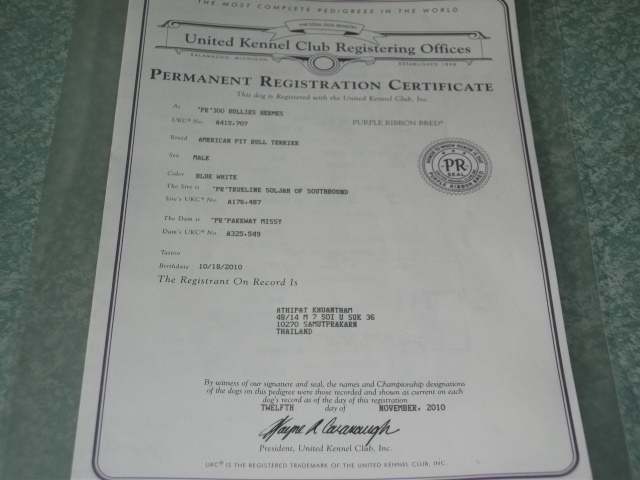 THE MOST COMPLETE PEDIGREES IN THE WORLD
United Kennel Club Registering Offices
KALAMAZOO, MICHIGAN
ESTABLISHED 1898
PERMANENT REGISTRATION CERTIFICATE
This dog is Registered with the United Kennel Club, Inc.
As "PR"300 BULLIES HERMES
UKC® No. A415,707 PURPLE RIBBON BRED®
Breed AMERICAN PIT BULL TERRIER
Sex MALE
PR
SEAL
PURPLE RIBBON BRED
Color BLUE WHITE
The Sire is "PR"TRUELINE SOLJAH OF SOUTHBOUND
Sire's UKC® No. A176,487
The Dam is "PR"PARKWAY MISSY
Dam's UKC® No. A325,549
Tattoo
Birthdate 10/18/2010
The Registrant On Record Is
ATHIPAT KHUANTHAM
48/14 M 7 SOI U SUK 36
10270 SAMUTPRAKARN
THAILAND
By witness of our signature and seal, the names and Championship designations
of the dogs on this pedigree were those recorded and shown as current on each
dog's record as of the day of this registration
TWELFTH day of NOVEMBER, 2010
Wayne R Cavanaugh
President, United Kennel Club, Inc.
UKC® IS THE REGISTERED TRADEMARK OF THE UNITED KENNEL CLUB, INC.